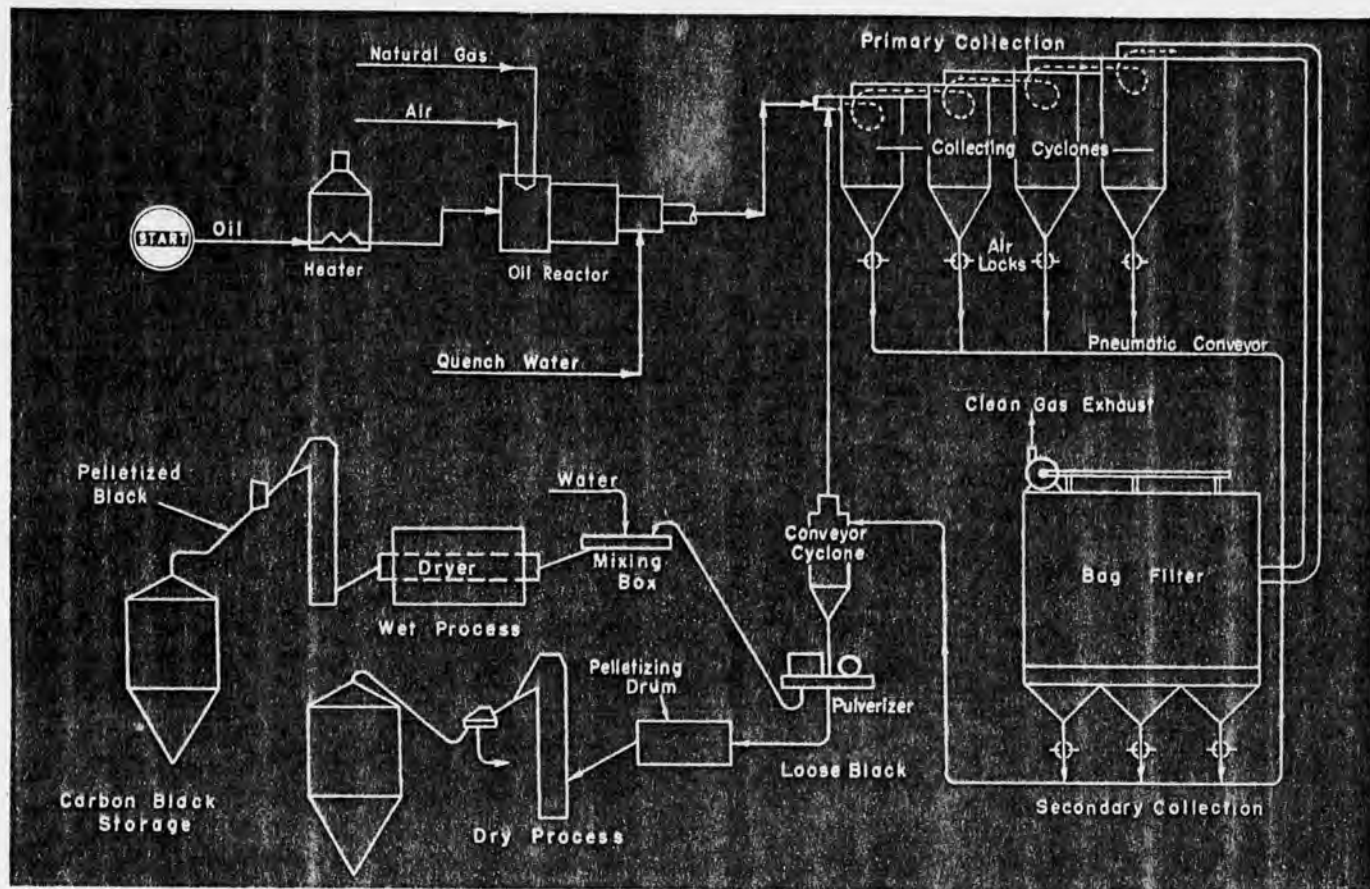 Natural Gas
Primary Collection
Air
Collecting Cyclones
START
Oil
Heater
Oil Reactor
Air
Locks
Quench Water
Pneumatic Conveyor
Clean Gas Exhaust
Pelletized
Black
Water
Dryer
Mixing
Box
Conveyor
Cyclone
Bag Filter
Wet Process
Pelletizing
Drum
Pulverizer
Loose Black
Carbon Black
Storage
Dry Process
Secondary Collection